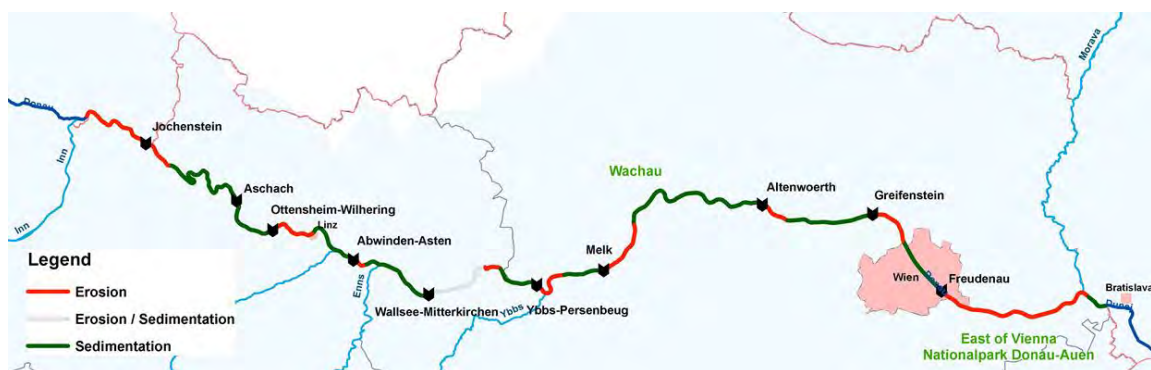 Donau
Inn
Inn
Jochenstein
Aschach
Ottensheim-Wilhering
Linz
Abwinden-Asten
Enns
Wallsee-Mitterkirchen
Ybbs
Ybbs-Persenbeug
Melk
Wachau
Altenwoerth
Greifenstein
Wien
Freudenau
Morava
Bratislava
Dunaj
East of Vienna
Nationalpark Donau-Auen
Legend
Erosion
Erosion / Sedimentation
Sedimentation